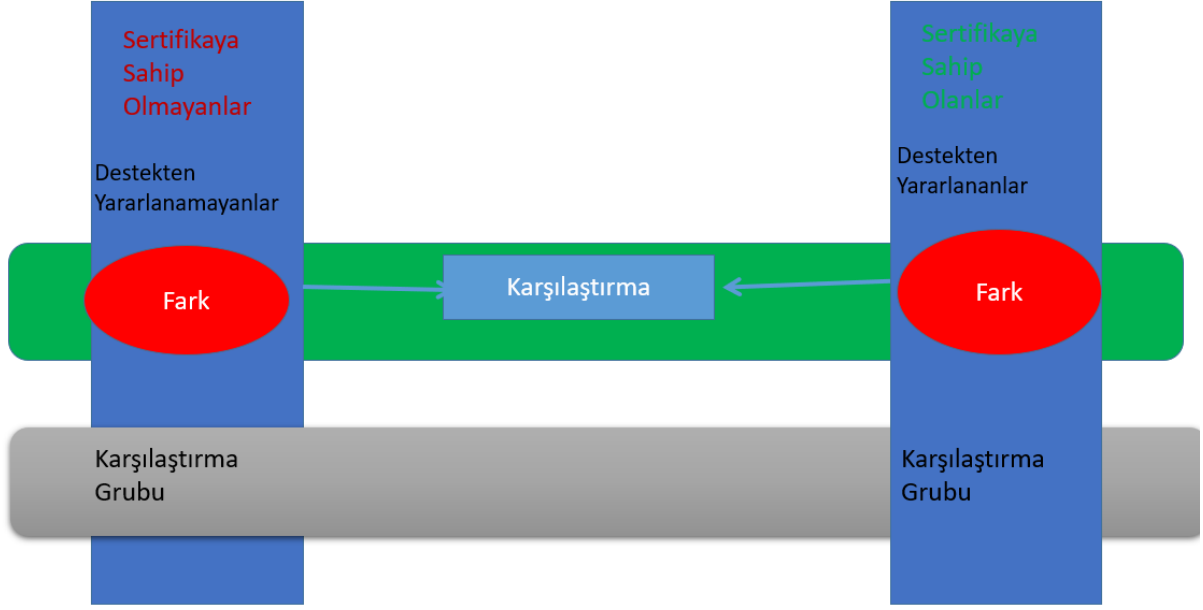 Sertifikaya
Sahip
Olmayanlar
Destekten
Yararlanamayanlar
Fark
Karşılaştırma
Grubu
Karşılaştırma
Sertifikaya
Sahip
Olanlar
Destekten
Yararlananlar
Fark
Karşılaştırma
Grubu